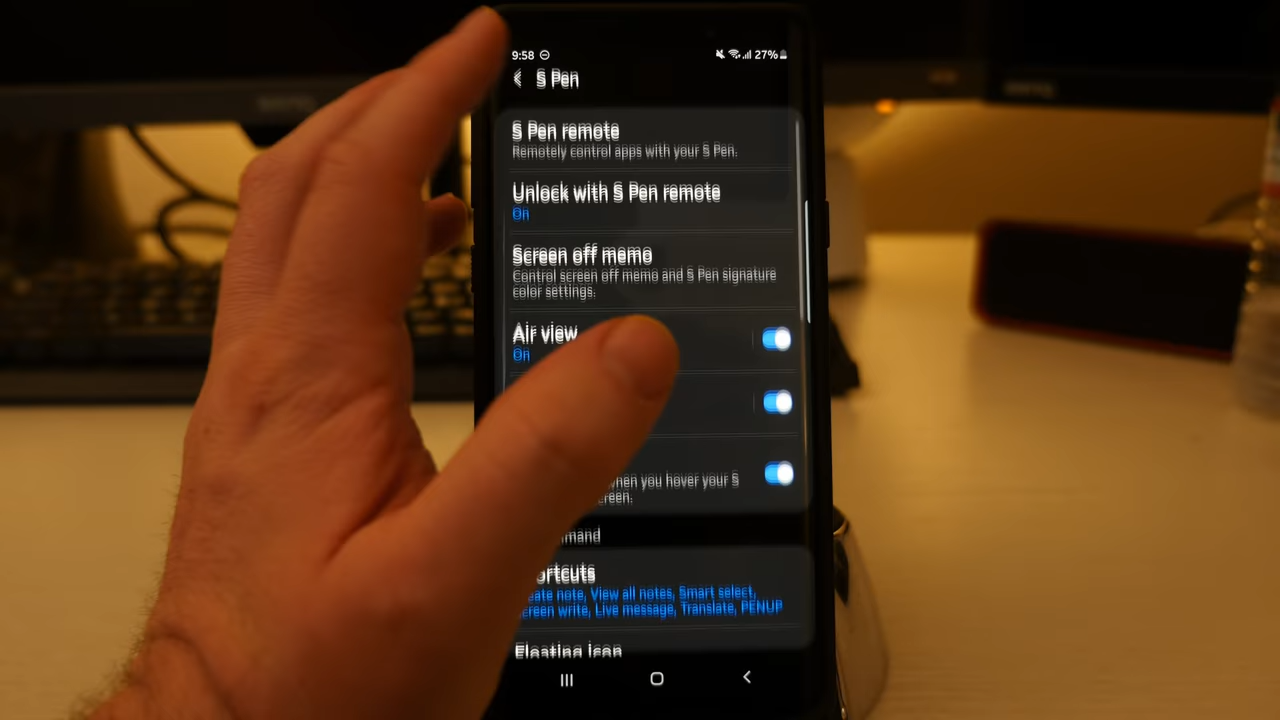 9:58 27%
S Pen
S Pen remote
Remotely control apps with your S Pen.
Unlock with S Pen remote
On
Screen off memo
Control screen off memo and S Pen signature
color settings.
Air view
On
when you hover your S
reen.
mand
ortcuts
eate note, View all notes, Smart select,
creen write, Live message, Translate, PENUP
Floating icon